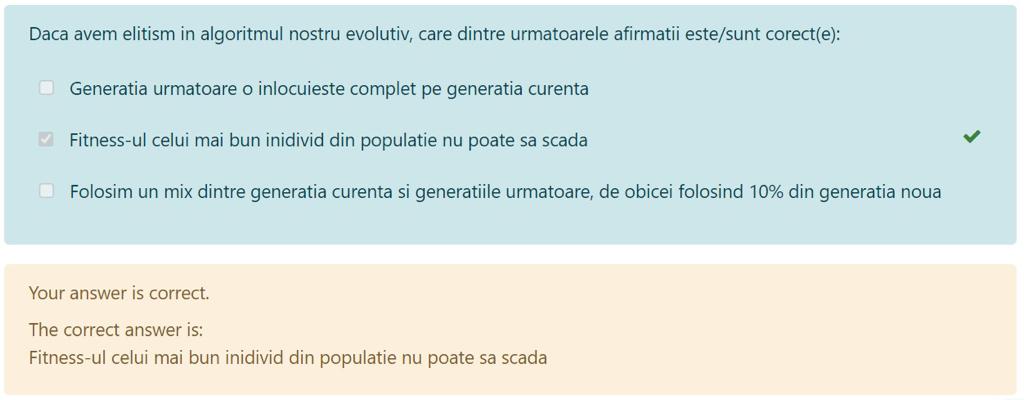 Daca avem elitism in algoritmul nostru evolutiv, care dintre urmatoarele afirmatii este/sunt corect(e):
Generatia urmatoare o inlocuieste complet pe generatia curenta
Fitness-ul celui mai bun inidivid din populatie nu poate sa scada
Folosim un mix dintre generatia curenta si generatiile urmatoare, de obicei folosind 10% din generatia noua
Your answer is correct.
The correct answer is:
Fitness-ul celui mai bun inidivid din populatie nu poate sa scada